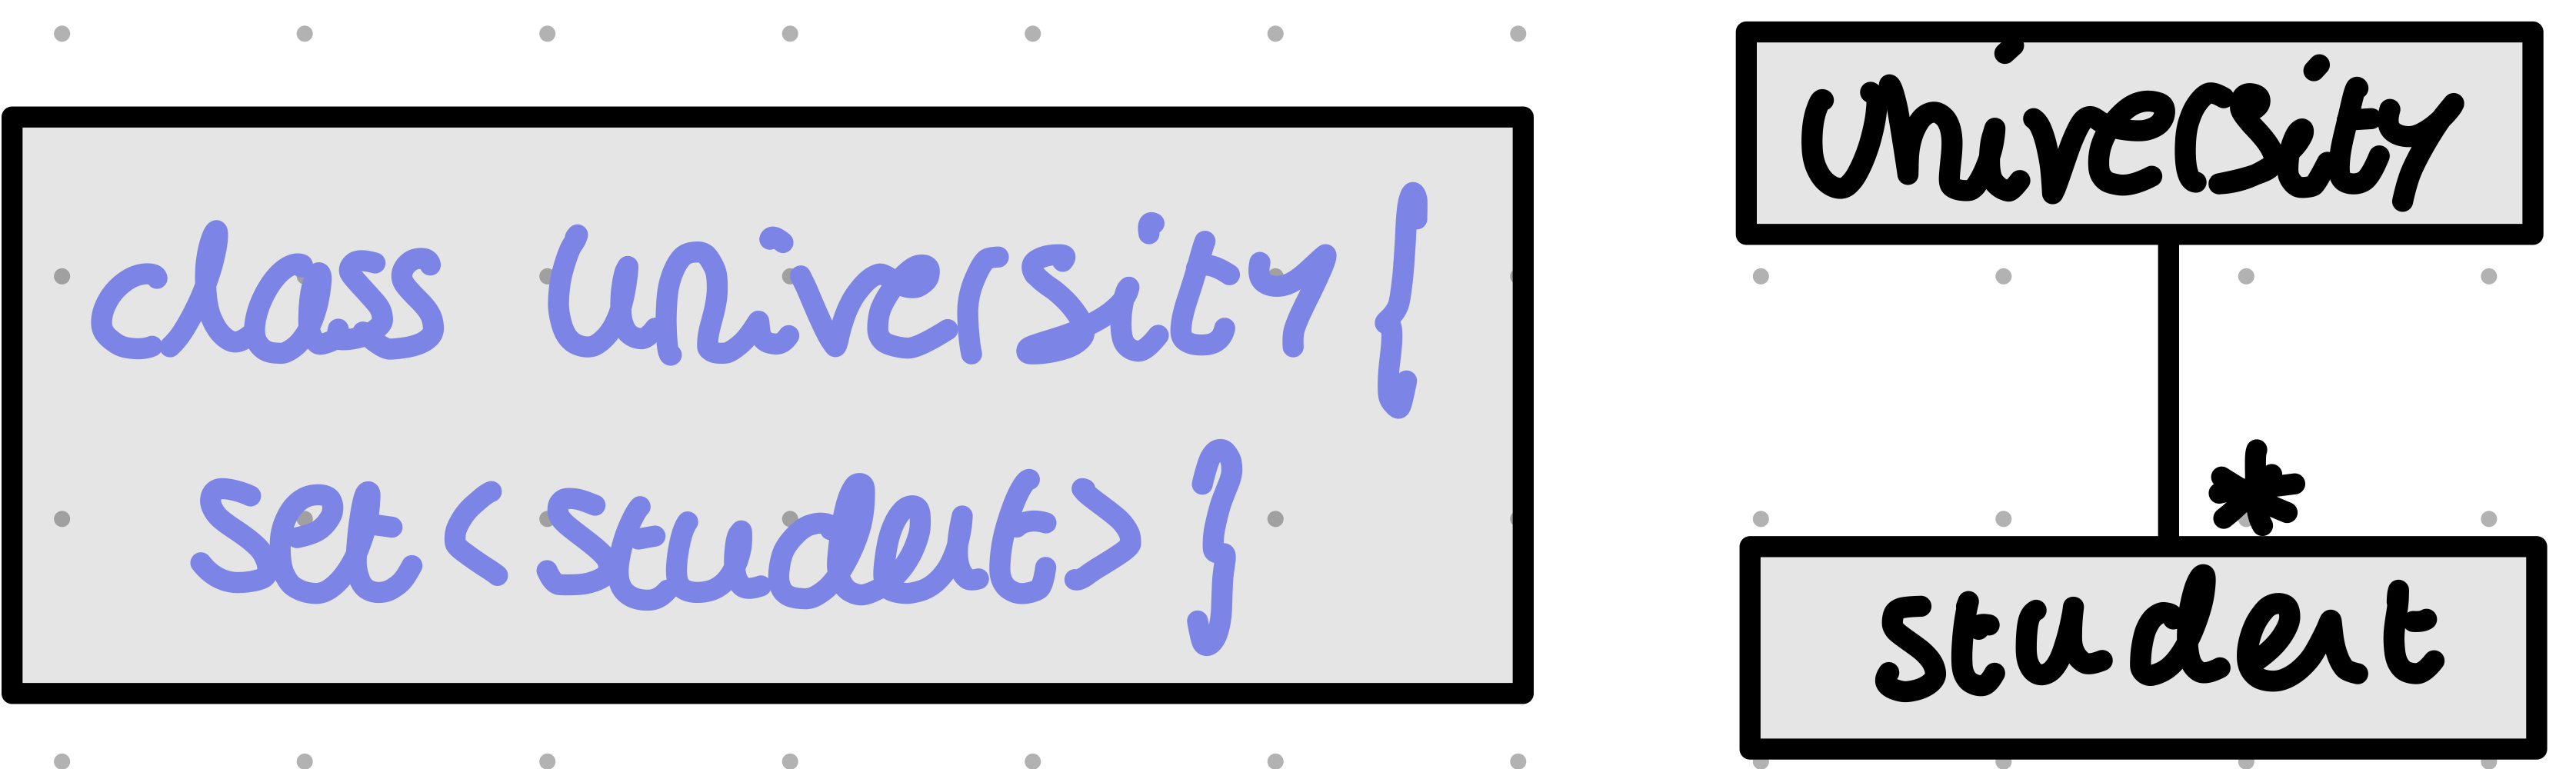 class University {
set<student> }
University
*
student